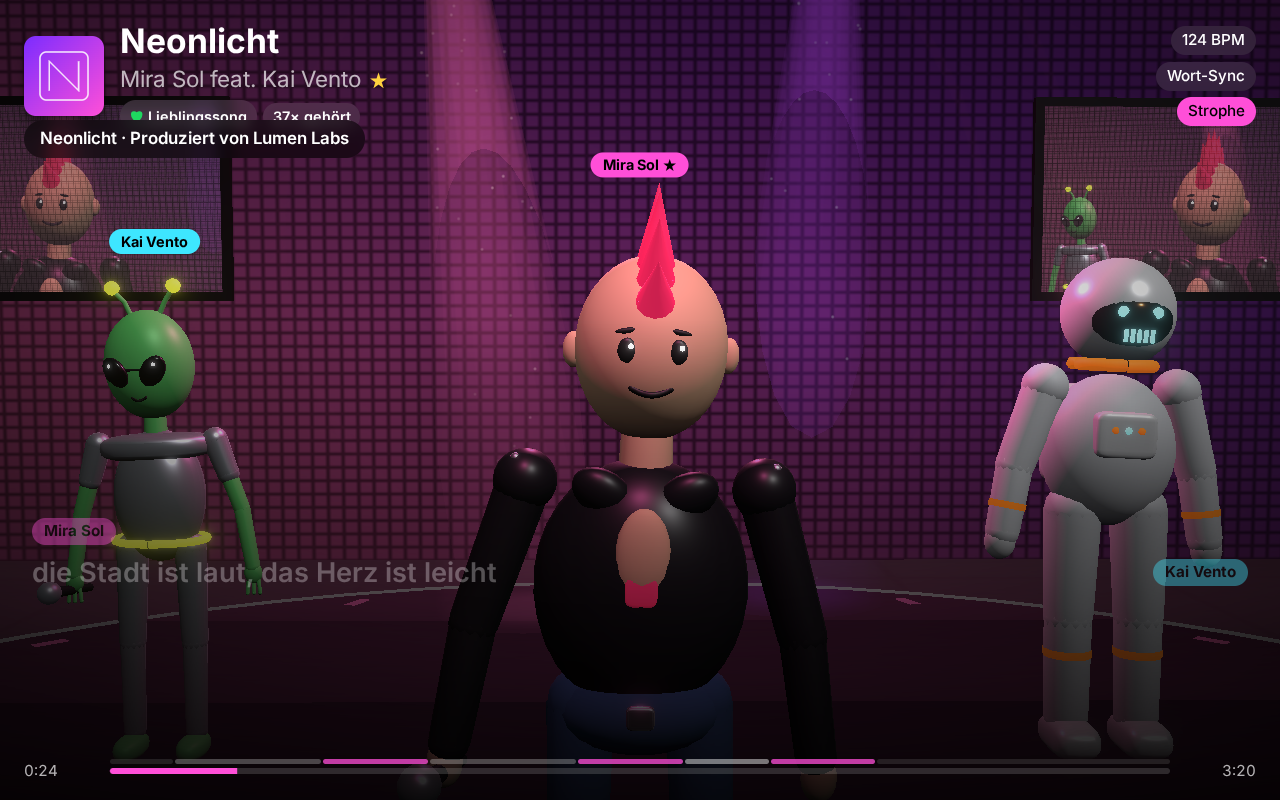 N
Neonlicht
Mira Sol feat. Kai Vento ★
Lieblingssong
37× gehört
Neonlicht · Produziert von Lumen Labs
124 BPM
Wort-Sync
Strophe
Mira Sol ★
Kai Vento
Mira Sol
die Stadt ist laut, das Herz ist leicht
Kai Vento
0:24
3:20